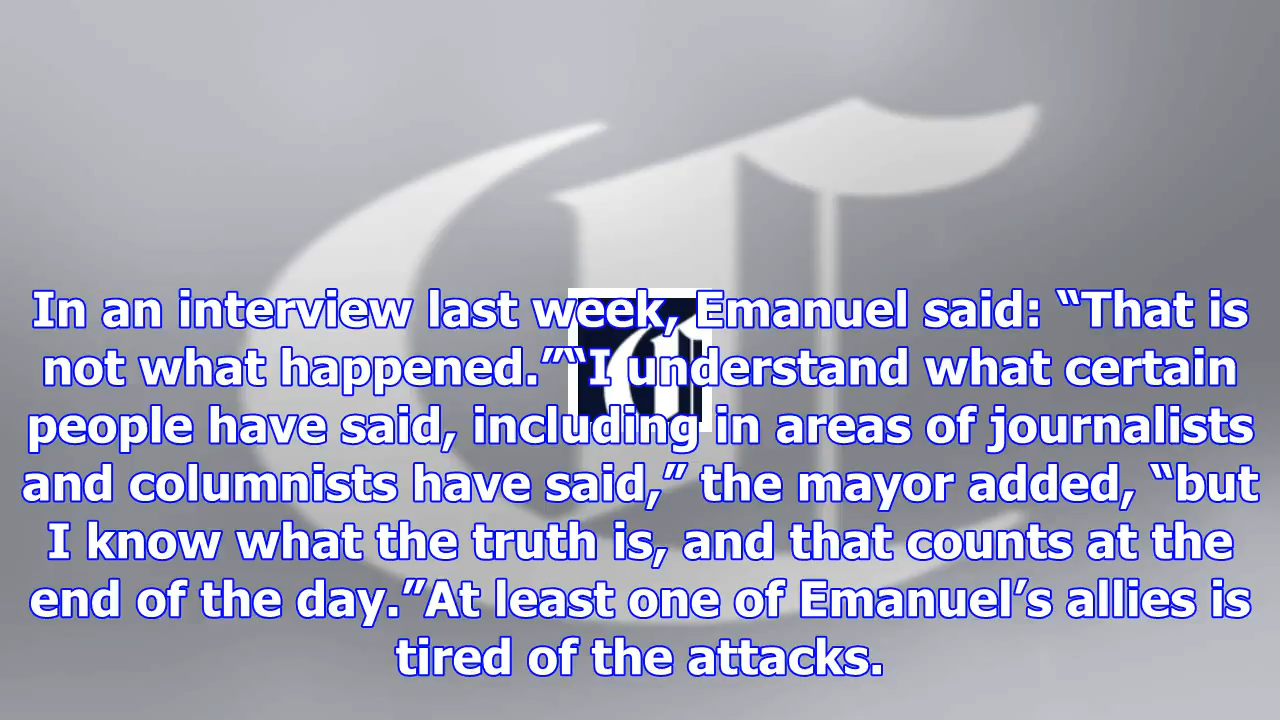 In an interview last week, Emanuel said: “That is
not what happened.”“I understand what certain
people have said, including in areas of journalists
and columnists have said,” the mayor added, “but
I know what the truth is, and that counts at the
end of the day.”At least one of Emanuel’s allies is
tired of the attacks.